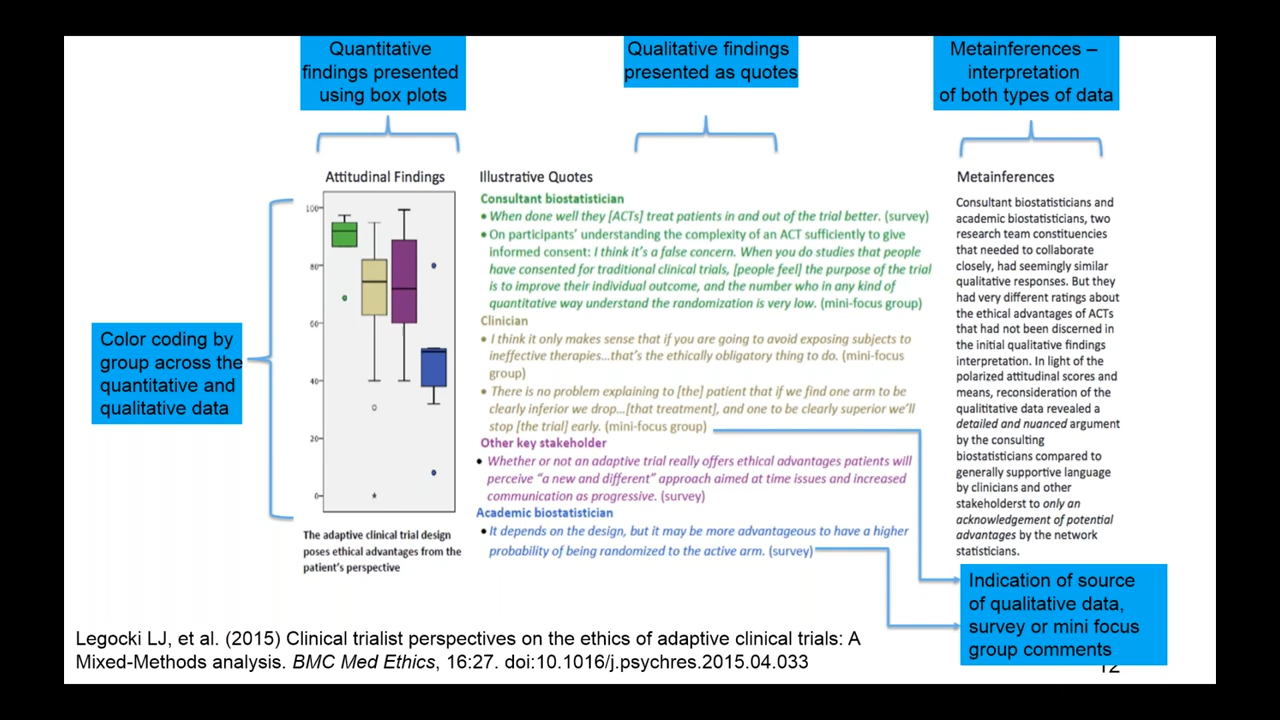 Quantitative
findings presented
using box plots
Qualitative findings
presented as quotes
Metainferences –
interpretation
of both types of data
Color coding by
group across the
quantitative and
qualitative data
Attitudinal Findings
100
80
60
40
20
0
The adaptive clinical trial design
poses ethical advantages from the
patient's perspective
Illustrative Quotes
Consultant biostatistician
• When done well they [ACTs] treat patients in and out of the trial better. (survey)
• On participants' understanding the complexity of an ACT sufficiently to give
informed consent: I think it's a false concern. When you do studies that people
have consented for traditional clinical trials, [people feel] the purpose of the trial
is to improve their individual outcome, and the number who in any kind of
quantitative way understand the randomization is very low. (mini-focus group)
Clinician
• I think it only makes sense that if you are going to avoid exposing subjects to
ineffective therapies...that's the ethically obligatory thing to do. (mini-focus
group)
• There is no problem explaining to [the] patient that if we find one arm to be
clearly inferior we drop...[that treatment], and one to be clearly superior we'll
stop [the trial] early. (mini-focus group)
Other key stakeholder
• Whether or not an adaptive trial really offers ethical advantages patients will
perceive "a new and different" approach aimed at time issues and increased
communication as progressive. (survey)
Academic biostatistician
• It depends on the design, but it may be more advantageous to have a higher
probability of being randomized to the active arm. (survey)
Metainferences
Consultant biostatisticians and
academic biostatisticians, two
research team constituencies
that needed to collaborate
closely, had seemingly similar
qualitative responses. But they
had very different ratings about
the ethical advantages of ACTs
that had not been discerned in
the initial qualitative findings
interpretation. In light of the
polarized attitudinal scores and
means, reconsideration of the
qualititative data revealed a
detailed and nuanced argument
by the consulting
biostatisticians compared to
generally supportive language
by clinicians and other
stakeholderst to only an
acknowledgement of potential
advantages by the network
statisticians.
Indication of source
of qualitative data,
survey or mini focus
group comments
Legocki LJ, et al. (2015) Clinical trialist perspectives on the ethics of adaptive clinical trials: A
Mixed-Methods analysis. BMC Med Ethics, 16:27. doi:10.1016/j.psychres.2015.04.033
12